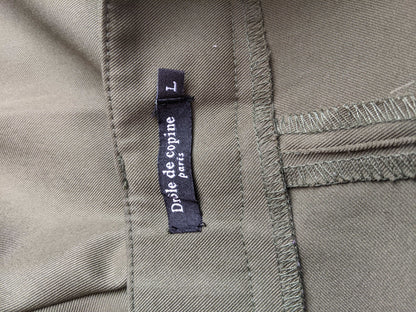 Drôle de copine
paris
L